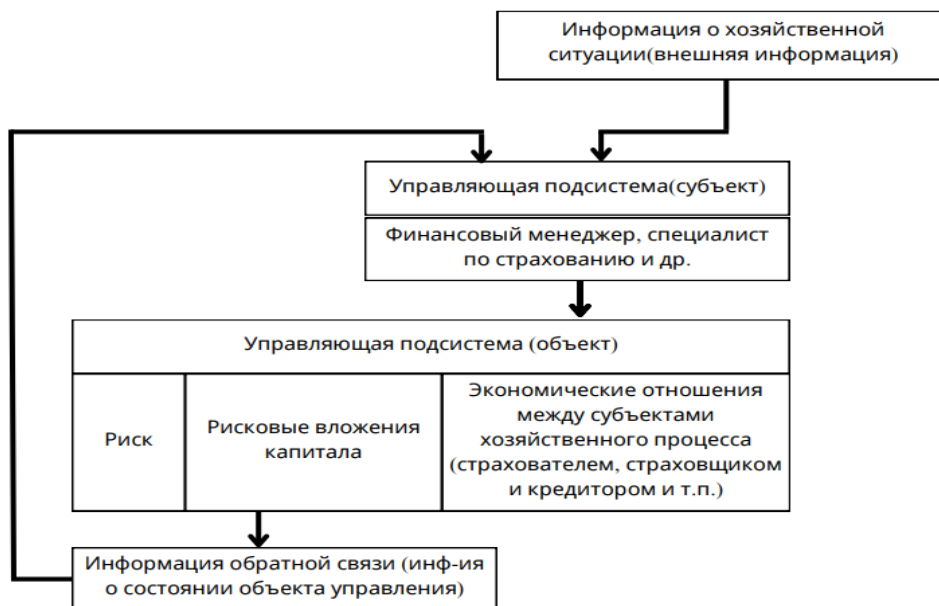 Информация о хозяйственной
ситуации(внешняя информация)
Управляющая подсистема(субъект)
Финансовый менеджер, специалист
по страхованию и др.
Управляющая подсистема (объект)
Риск
Рисковые вложения
капитала
Экономические отношения
между субъектами
хозяйственного процесса
(страхователем, страховщиком
и кредитором и т.п.)
Информация обратной связи (инф-ия
о состоянии объекта управления)